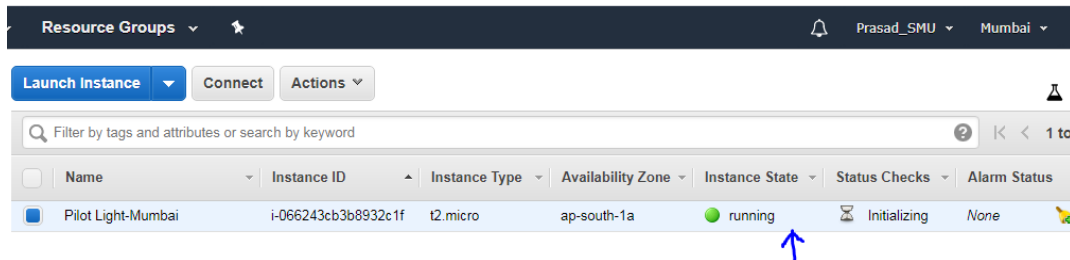 Resource Groups Prasad_SMU Mumbai
Launch Instance Connect Actions
Filter by tags and attributes or search by keyword ? 1 to
Name Instance ID Instance Type Availability Zone Instance State Status Checks Alarm Status
Pilot Light-Mumbai i-066243cb3b8932c1f t2.micro ap-south-1a running Initializing None